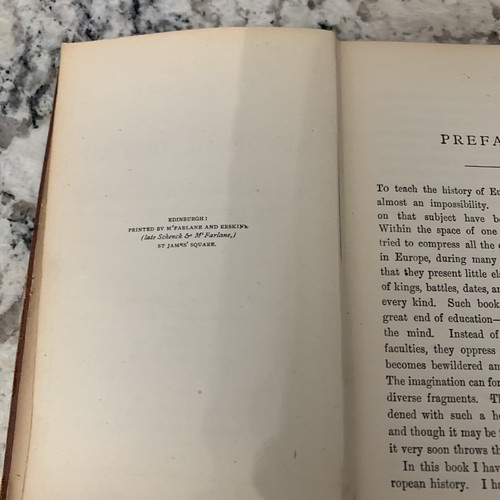 EDINBURGH:
PRINTED BY M'FARLANE AND ERSKINE,
(late Schenck & M'Farlane,)
ST JAMES' SQUARE.
PREFA
To teach the history of Eu
almost an impossibility.
on that subject have be
Within the space of one
tried to compress all the
in Europe, during many
that they present little els
of kings, battles, dates, an
every kind. Such book
great end of education—
the mind. Instead of
faculties, they oppress
becomes bewildered am
The imagination can for
diverse fragments. Th
dened with such a he
and though it may be
it very soon throws th
In this book I hav
ropean history. I h